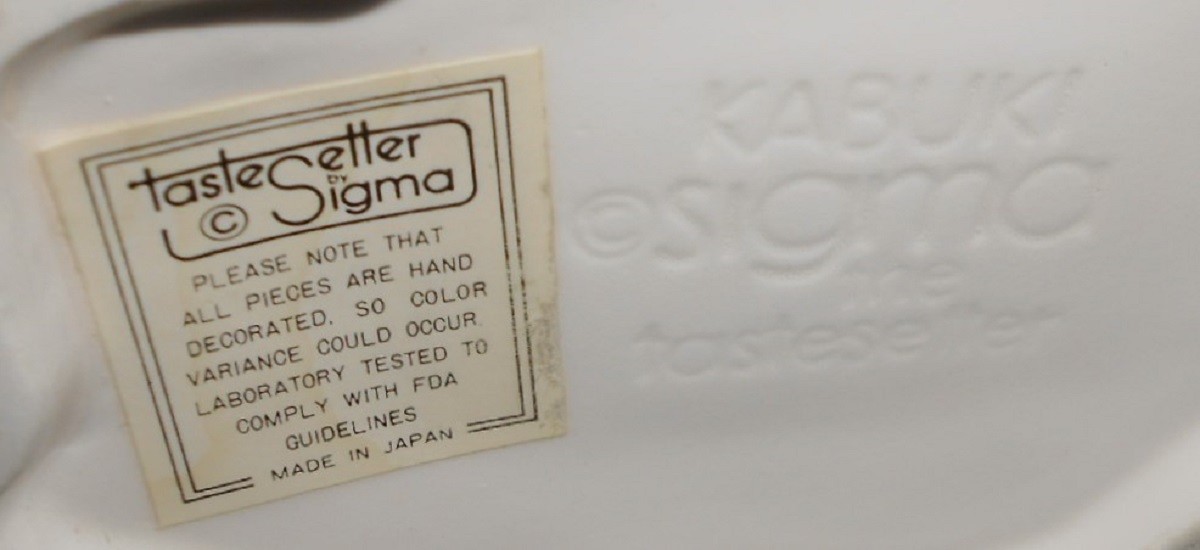 tasteSetter
BY
© Sigma
PLEASE NOTE THAT
ALL PIECES ARE HAND
DECORATED, SO COLOR
VARIANCE COULD OCCUR.
LABORATORY TESTED TO
COMPLY WITH FDA
GUIDELINES
MADE IN JAPAN
KABUKI
©Sigma
the
tastesetter